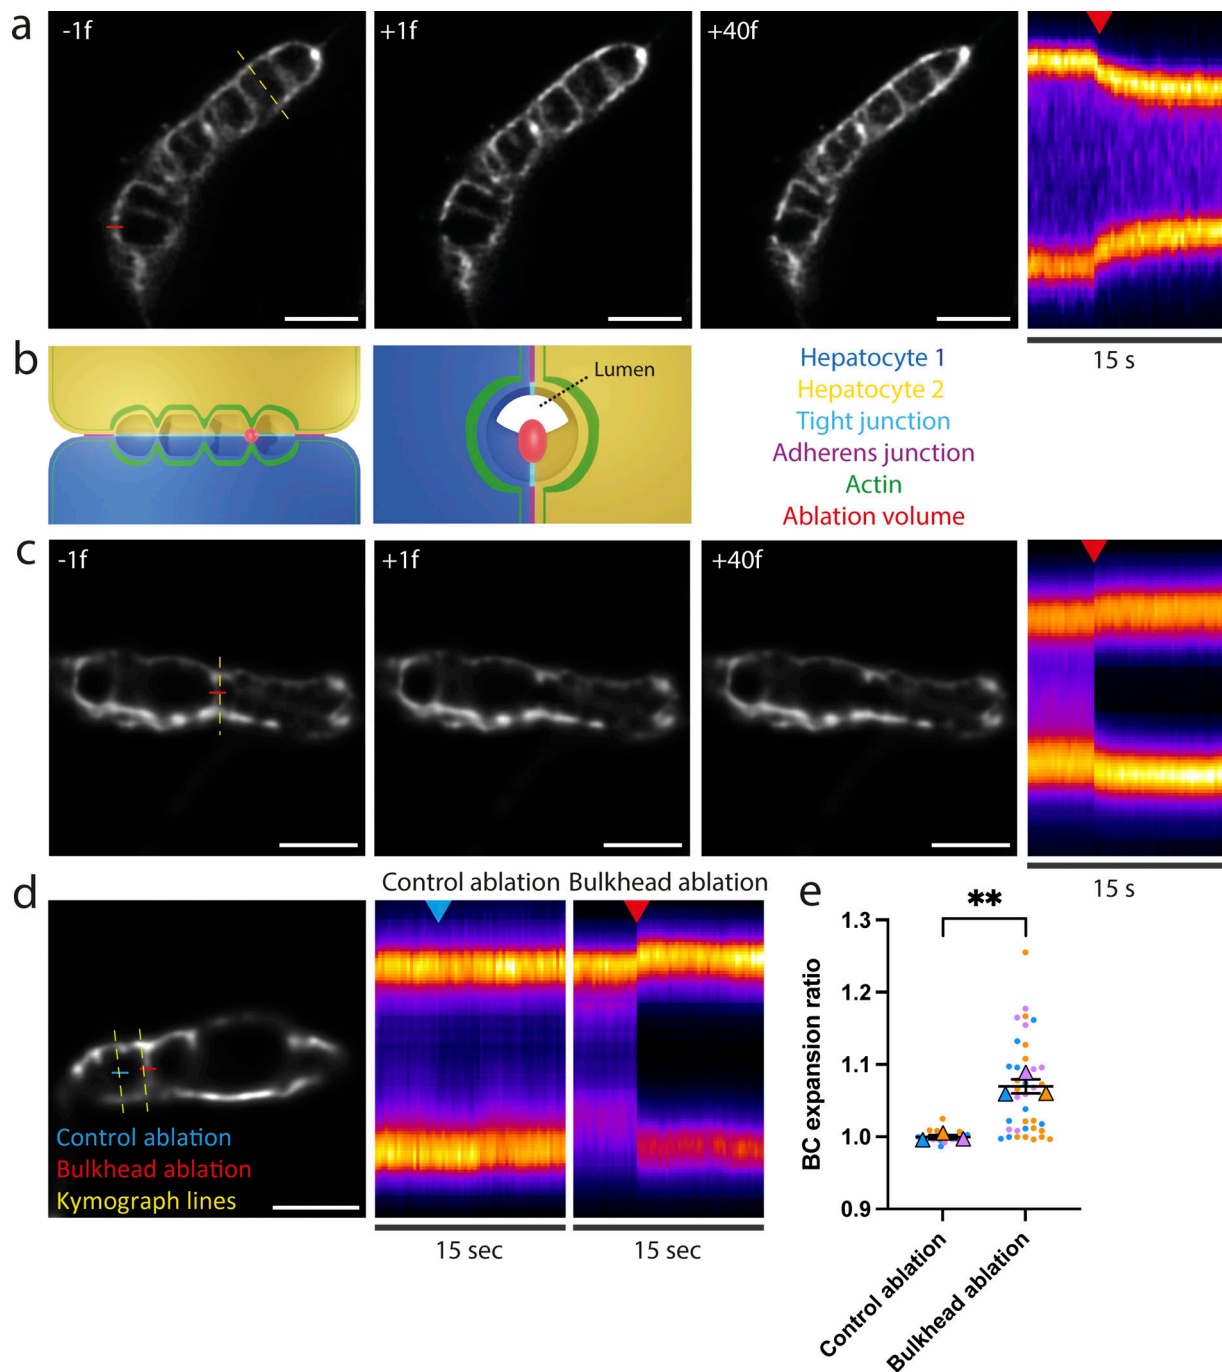 a
-1f
+1f
+40f
15 s
b
Lumen
Hepatocyte 1
Hepatocyte 2
Tight junction
Adherens junction
Actin
Ablation volume
c
-1f
+1f
+40f
15 s
d
Control ablation
Bulkhead ablation
Kymograph lines
Control ablation
15 sec
Bulkhead ablation
15 sec
e
**
BC expansion ratio
1.3
1.2
1.1
1.0
0.9
Control ablation
Bulkhead ablation